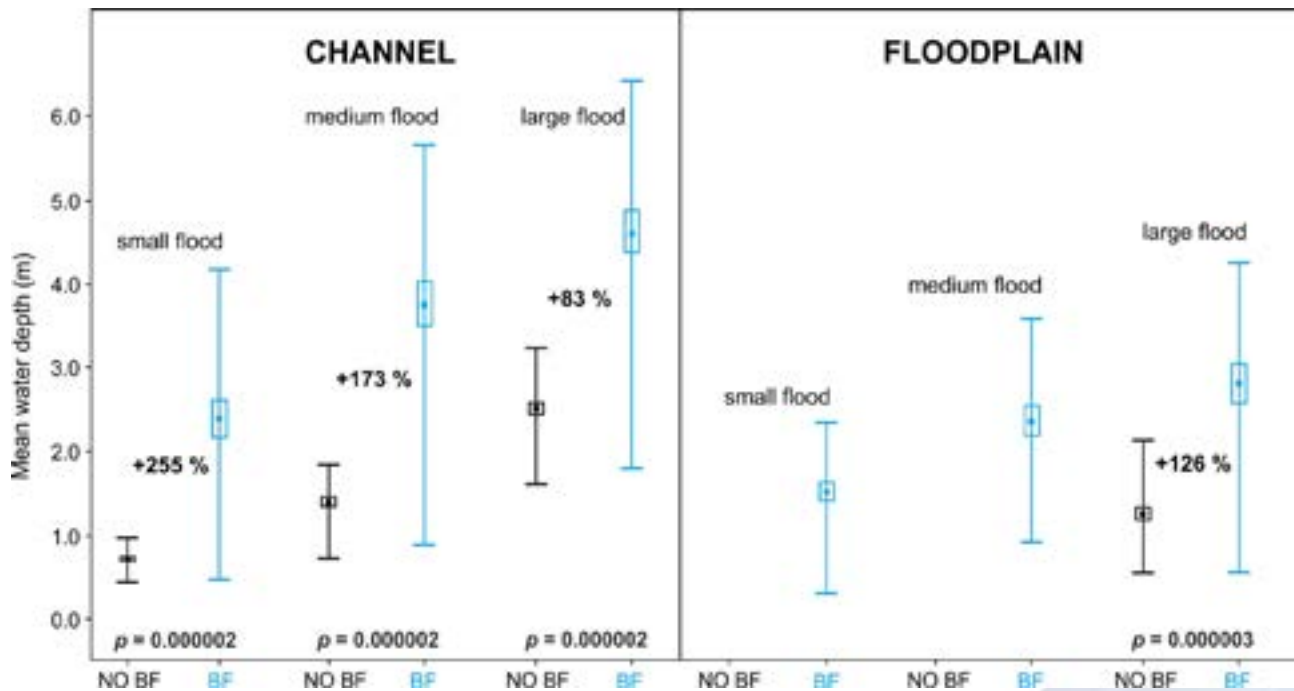 CHANNEL
FLOODPLAIN
Mean water depth (m)
6.0
5.0
4.0
3.0
2.0
1.0
0.0
small flood
medium flood
large flood
+255 %
+173 %
+83 %
p = 0.000002
p = 0.000002
p = 0.000002
small flood
medium flood
large flood
+126 %
p = 0.000003
NO BF BF NO BF BF NO BF BF NO BF BF NO BF BF NO BF BF